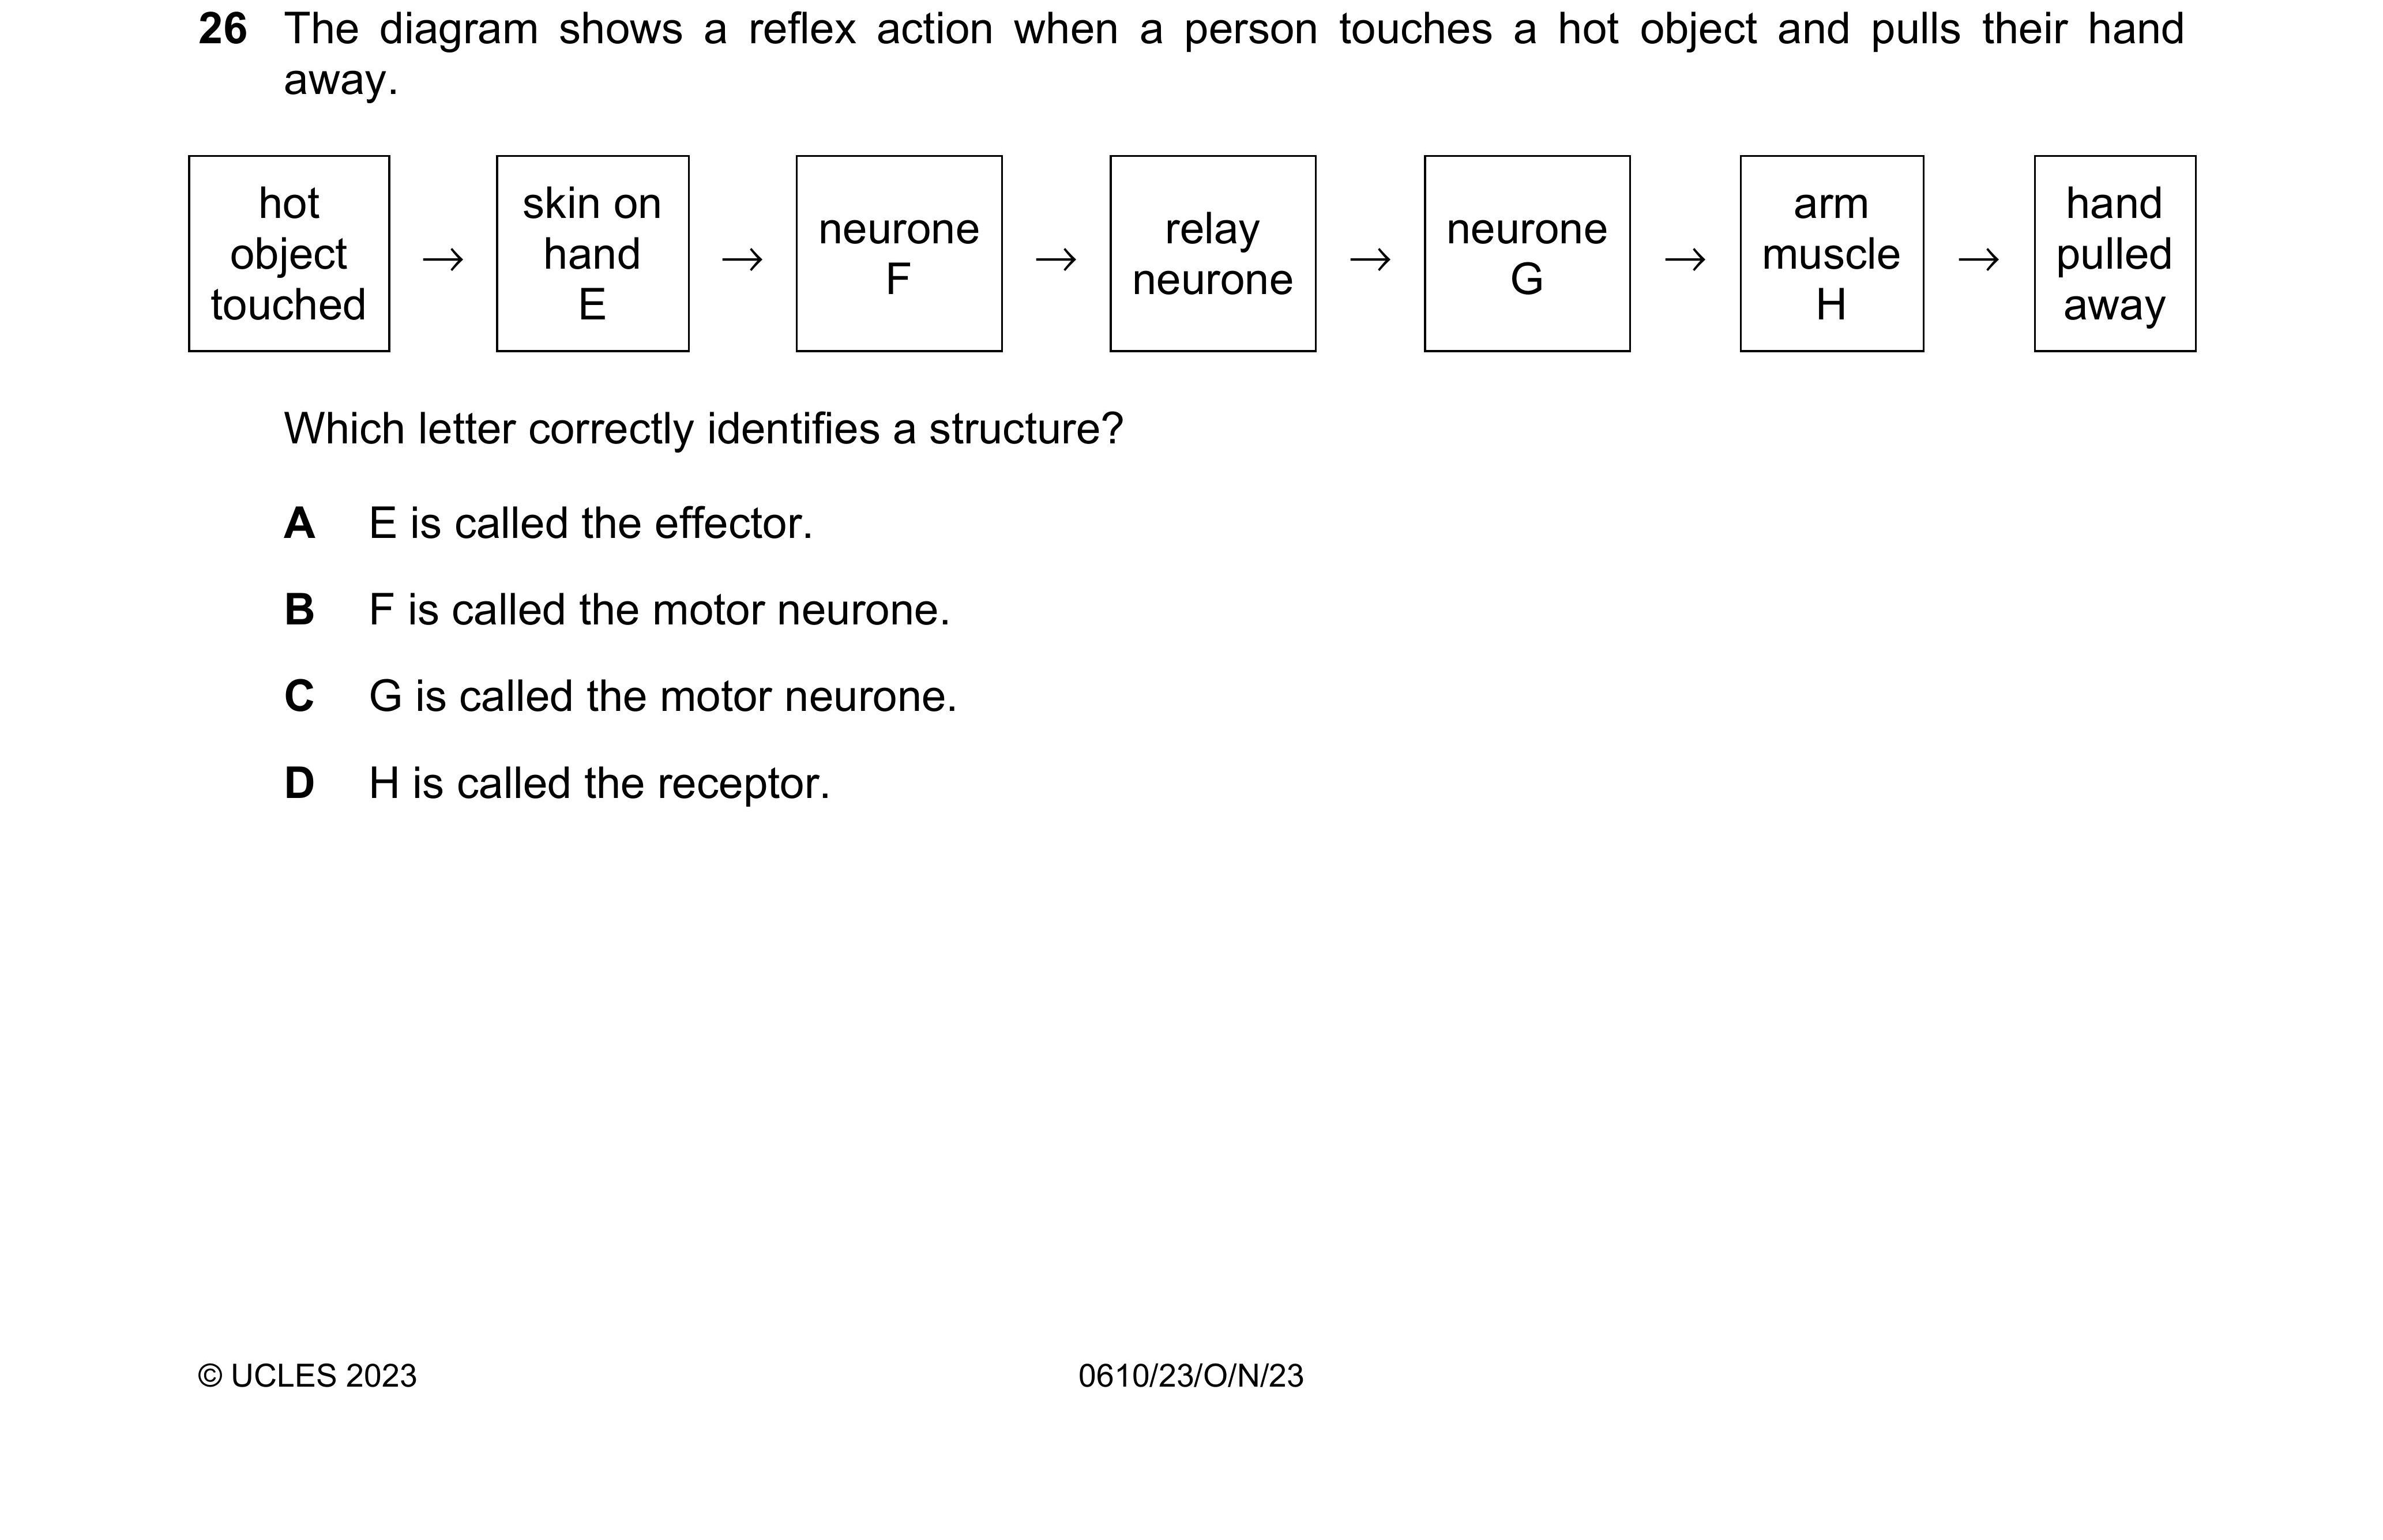 26 The diagram shows a reflex action when a person touches a hot object and pulls their hand
away.
hot
object
touched
→
skin on
hand
E
→
neurone
F
→
relay
neurone
→
neurone
G
→
arm
muscle
H
→
hand
pulled
away
Which letter correctly identifies a structure?
A E is called the effector.
B F is called the motor neurone.
C G is called the motor neurone.
D H is called the receptor.
© UCLES 2023 0610/23/O/N/23